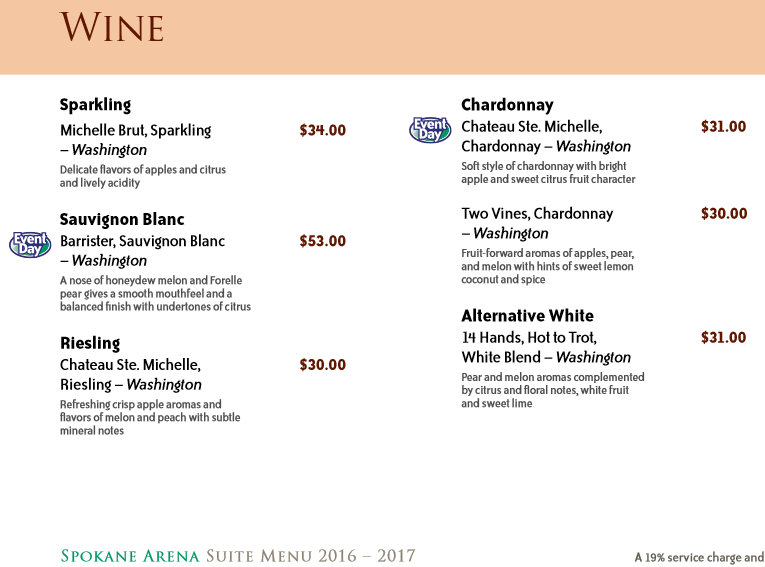 WINE
Sparkling
Michelle Brut, Sparkling $34.00
– Washington
Delicate flavors of apples and citrus
and lively acidity
Sauvignon Blanc
Event
Day
Barrister, Sauvignon Blanc $53.00
– Washington
A nose of honeydew melon and Forelle
pear gives a smooth mouthfeel and a
balanced finish with undertones of citrus
Riesling
Chateau Ste. Michelle, $30.00
Riesling – Washington
Refreshing crisp apple aromas and
flavors of melon and peach with subtle
mineral notes
Chardonnay
Event
Day
Chateau Ste. Michelle, $31.00
Chardonnay – Washington
Soft style of chardonnay with bright
apple and sweet citrus fruit character
Two Vines, Chardonnay $30.00
– Washington
Fruit-forward aromas of apples, pear,
and melon with hints of sweet lemon
coconut and spice
Alternative White
14 Hands, Hot to Trot, $31.00
White Blend – Washington
Pear and melon aromas complemented
by citrus and floral notes, white fruit
and sweet lime
SPOKANE ARENA SUITE MENU 2016 – 2017
A 19% service charge and